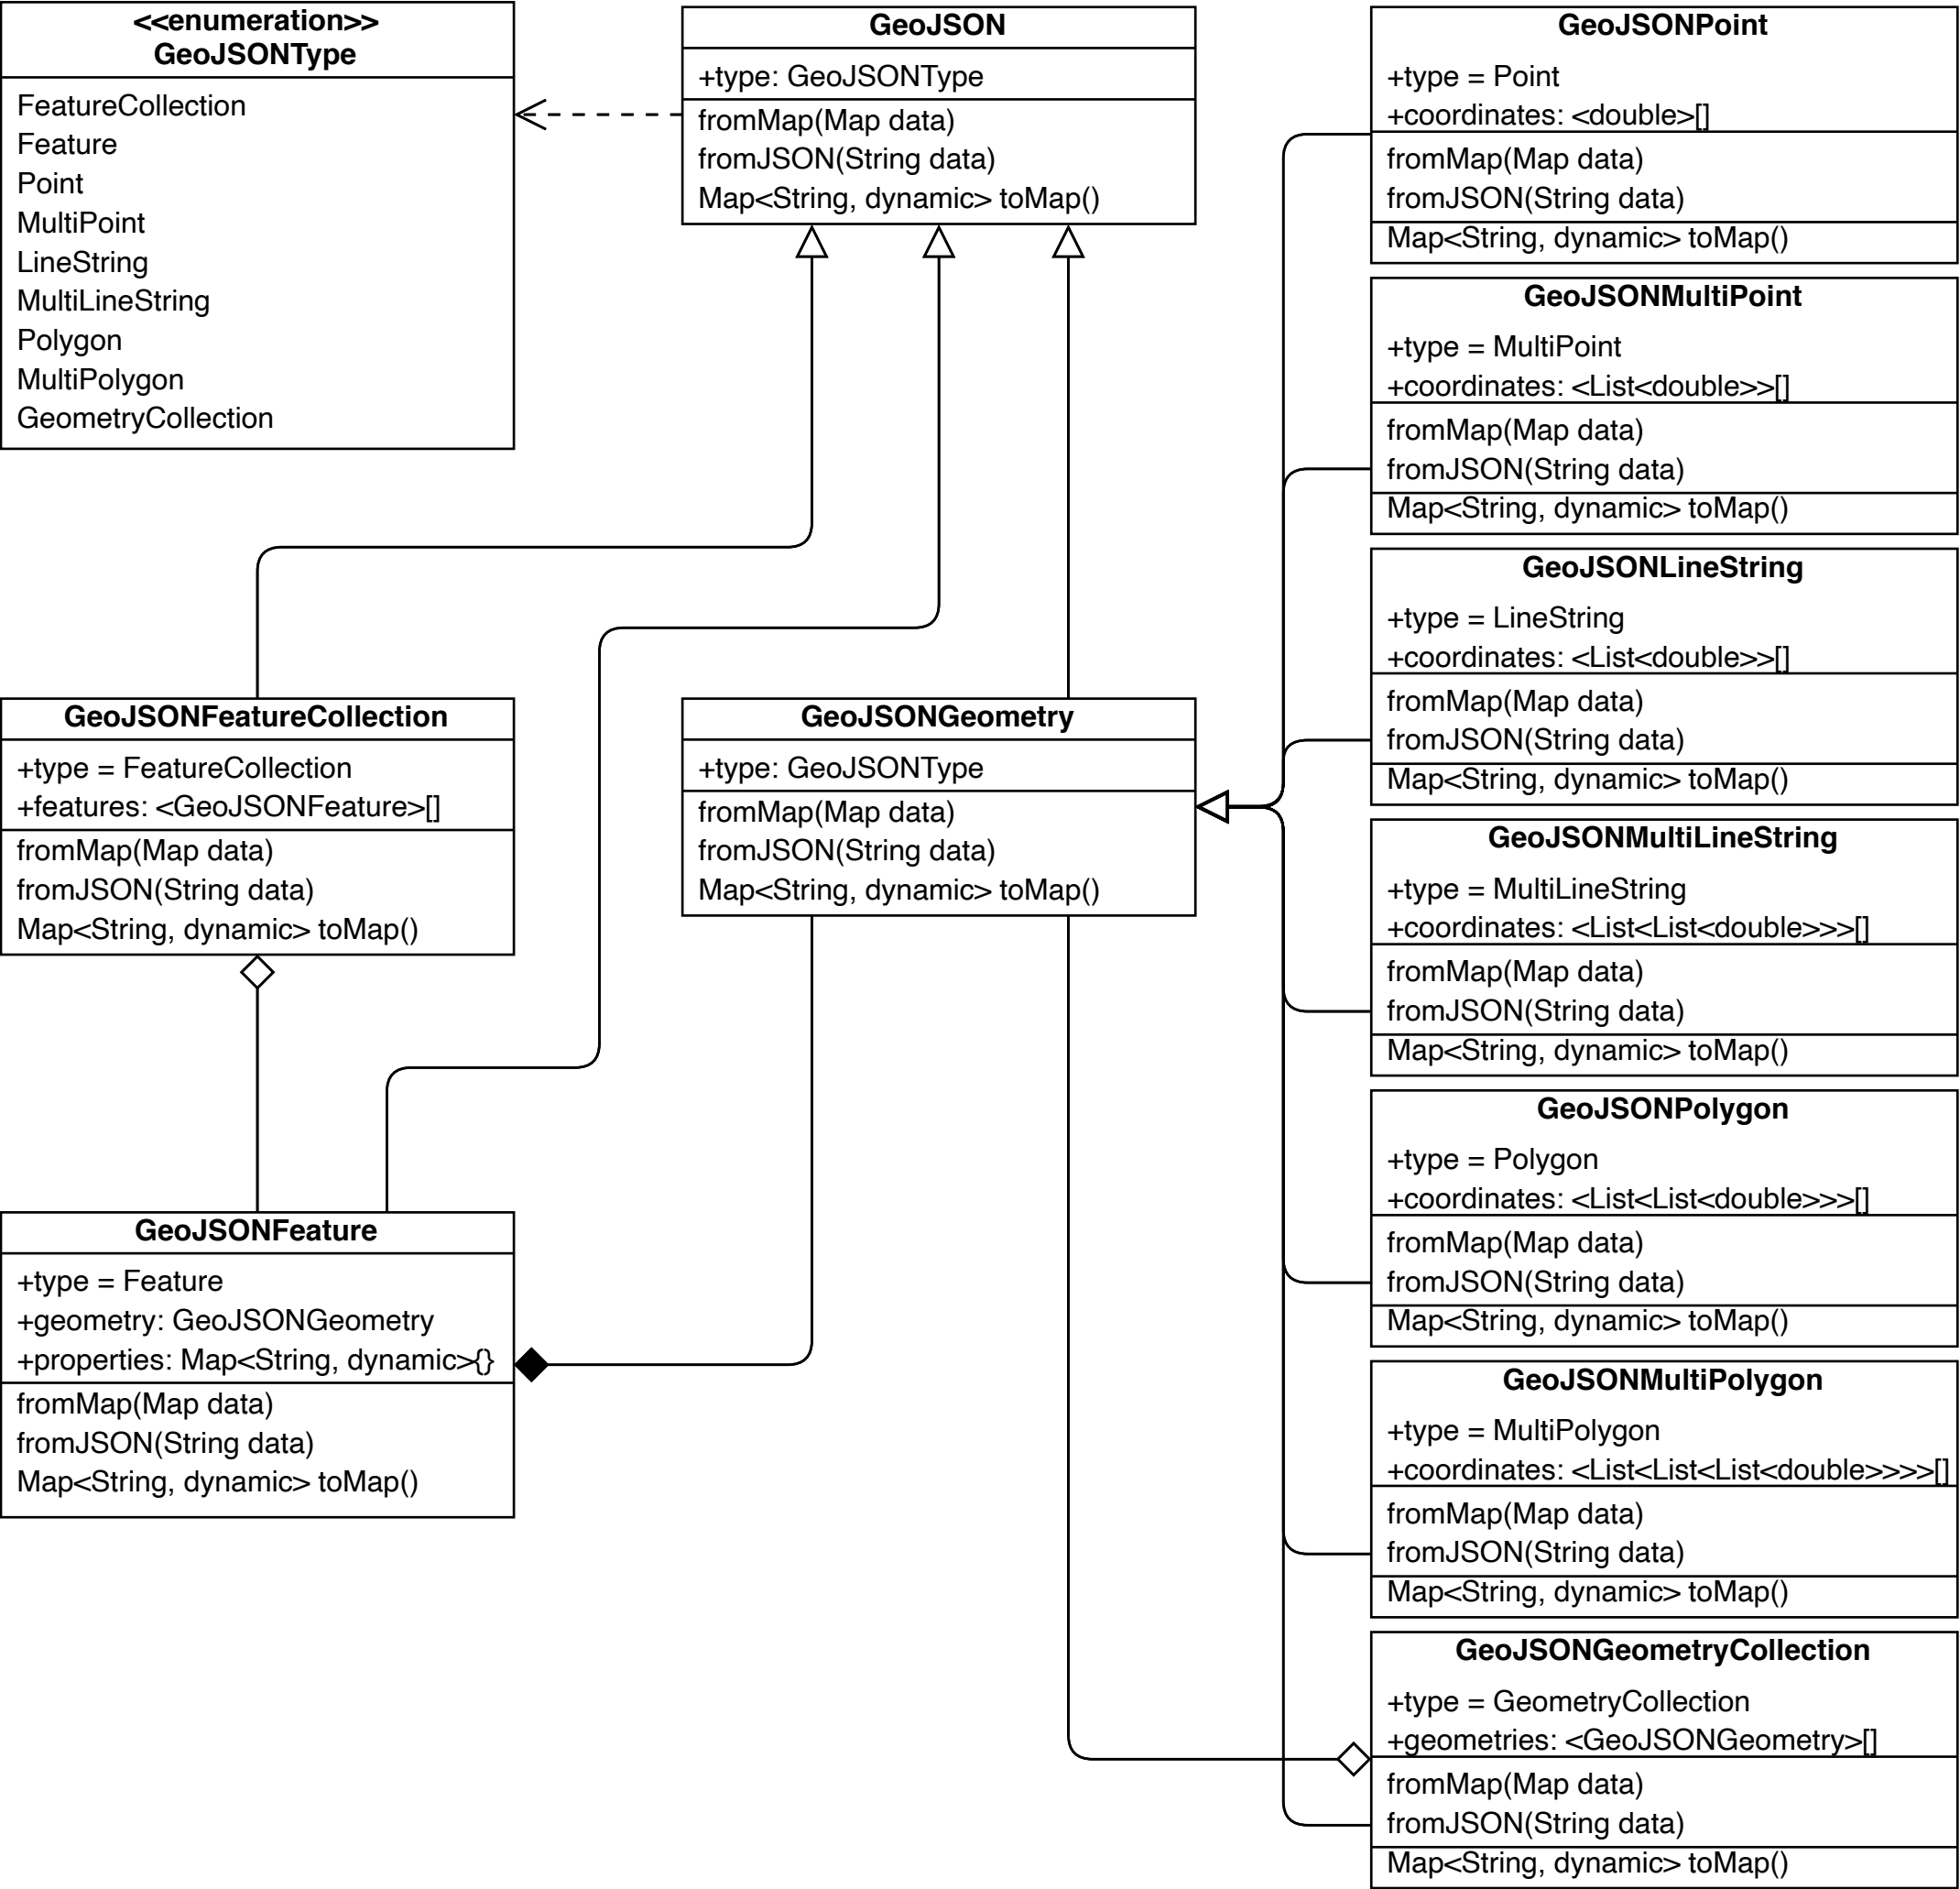 <<enumeration>>
GeoJSONType
FeatureCollection
Feature
Point
MultiPoint
LineString
MultiLineString
Polygon
MultiPolygon
GeometryCollection
GeoJSON
+type: GeoJSONType
fromMap(Map data)
fromJSON(String data)
Map<String, dynamic> toMap()
GeoJSONFeatureCollection
+type = FeatureCollection
+features: <GeoJSONFeature>[]
fromMap(Map data)
fromJSON(String data)
Map<String, dynamic> toMap()
GeoJSONGeometry
+type: GeoJSONType
fromMap(Map data)
fromJSON(String data)
Map<String, dynamic> toMap()
GeoJSONFeature
+type = Feature
+geometry: GeoJSONGeometry
+properties: Map<String, dynamic>{}
fromMap(Map data)
fromJSON(String data)
Map<String, dynamic> toMap()
GeoJSONPoint
+type = Point
+coordinates: <double>[]
fromMap(Map data)
fromJSON(String data)
Map<String, dynamic> toMap()
GeoJSONMultiPoint
+type = MultiPoint
+coordinates: <List<double>>[]
fromMap(Map data)
fromJSON(String data)
Map<String, dynamic> toMap()
GeoJSONLineString
+type = LineString
+coordinates: <List<double>>[]
fromMap(Map data)
fromJSON(String data)
Map<String, dynamic> toMap()
GeoJSONMultiLineString
+type = MultiLineString
+coordinates: <List<List<double>>>[]
fromMap(Map data)
fromJSON(String data)
Map<String, dynamic> toMap()
GeoJSONPolygon
+type = Polygon
+coordinates: <List<List<double>>>[]
fromMap(Map data)
fromJSON(String data)
Map<String, dynamic> toMap()
GeoJSONMultiPolygon
+type = MultiPolygon
+coordinates: <List<List<List<double>>>>[]
fromMap(Map data)
fromJSON(String data)
Map<String, dynamic> toMap()
GeoJSONGeometryCollection
+type = GeometryCollection
+geometries: <GeoJSONGeometry>[]
fromMap(Map data)
fromJSON(String data)
Map<String, dynamic> toMap()